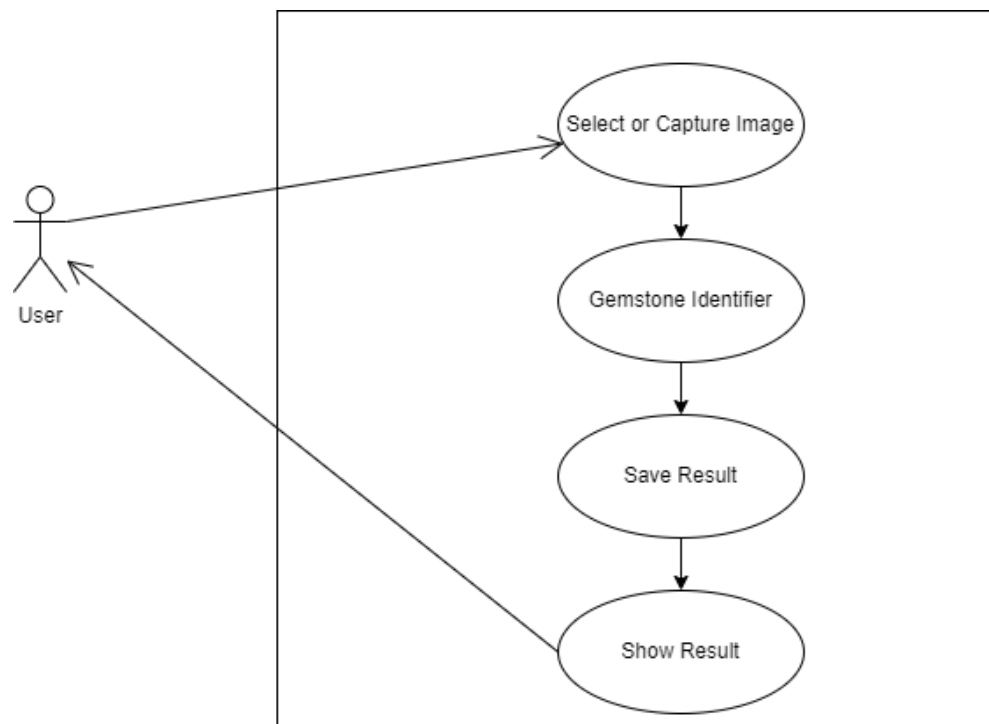 Select or Capture Image
Gemstone Identifier
User
Save Result
Show Result